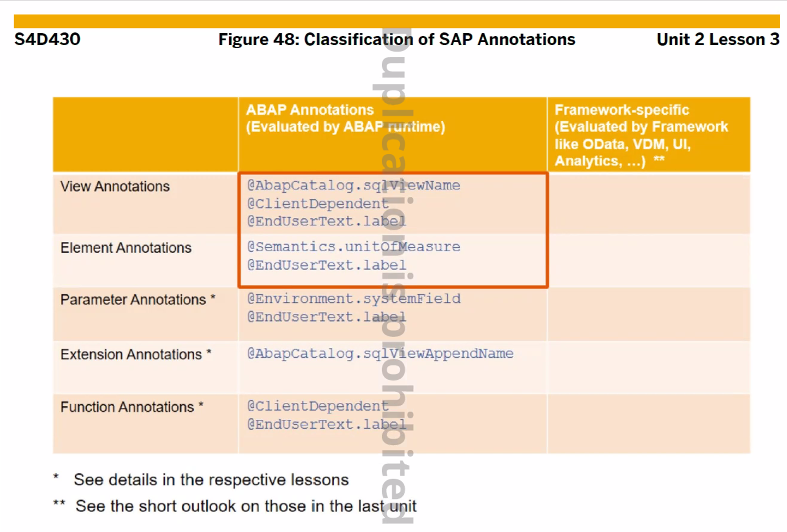 S4D430 Figure 48: Classification of SAP Annotations Unit 2 Lesson 3
ABAP Annotations
(Evaluated by ABAP runtime)
Framework-specific
(Evaluated by Framework
like OData, VDM, UI,
Analytics, ...) **
View Annotations
@AbapCatalog.sqlViewName
@ClientDependent
@EndUserText.label
Element Annotations
@Semantics.unitOfMeasure
@EndUserText.label
Parameter Annotations *
@Environment.systemField
@EndUserText.label
Extension Annotations *
@AbapCatalog.sqlViewAppendName
Function Annotations *
@ClientDependent
@EndUserText.label
* See details in the respective lessons
** See the short outlook on those in the last unit
Duplication is prohibited